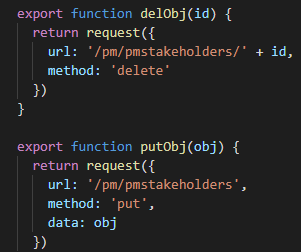 export function delObj(id) {
  return request({
    url: '/pm/pmstakeholders/' + id,
    method: 'delete'
  })
}

export function putObj(obj) {
  return request({
    url: '/pm/pmstakeholders',
    method: 'put',
    data: obj
  })